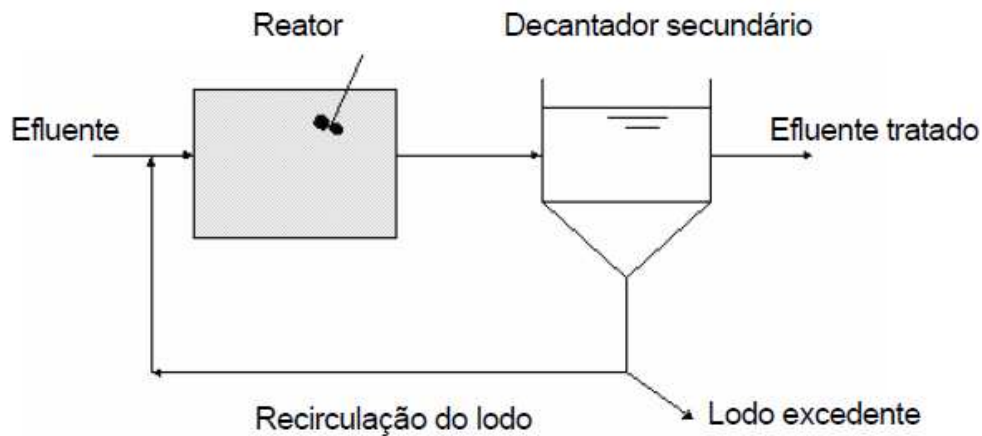 Reator
Decantador secundário
Efluente
Efluente tratado
Recirculação do lodo
Lodo excedente